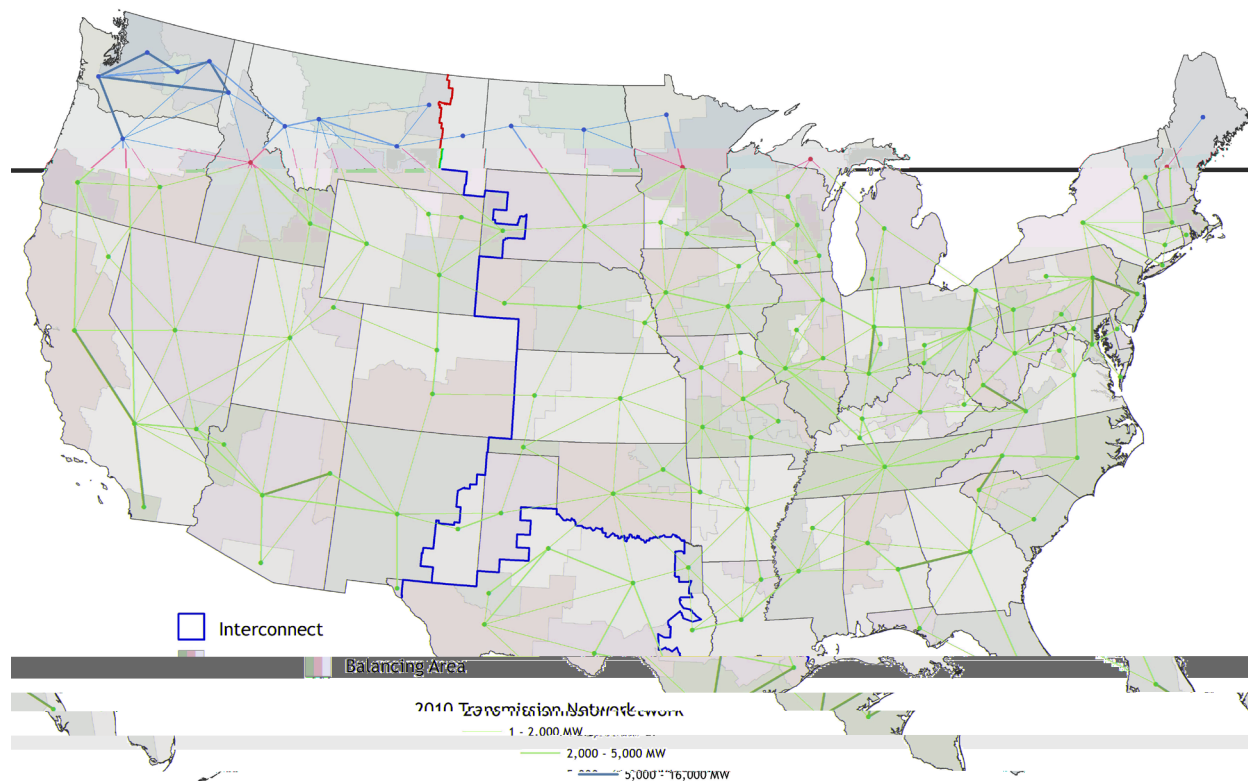 Interconnect
Balancing Area
2010 Transmission Network
1 - 2,000 MW
2,000 - 5,000 MW
5,000 - 16,000 MW